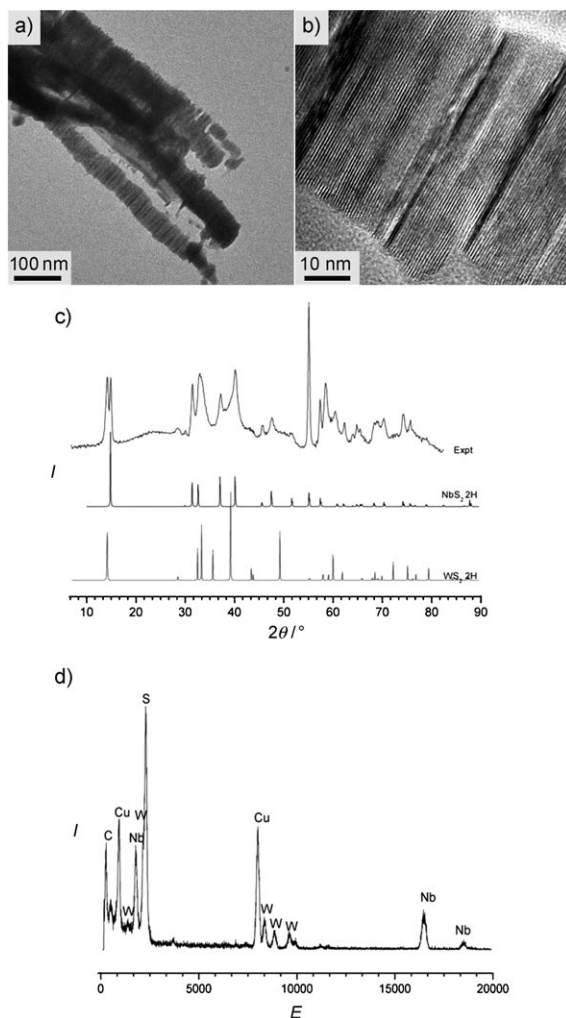 a)
b)
100 nm
10 nm
c)
I
Expt
NbS2 2H
WS2 2H
10 20 30 40 50 60 70 80 90
2θ/°
d)
S
W
Cu
Nb
C
W
I
Cu
W
W
W
Nb
Nb
0 5000 10000 15000 20000
E